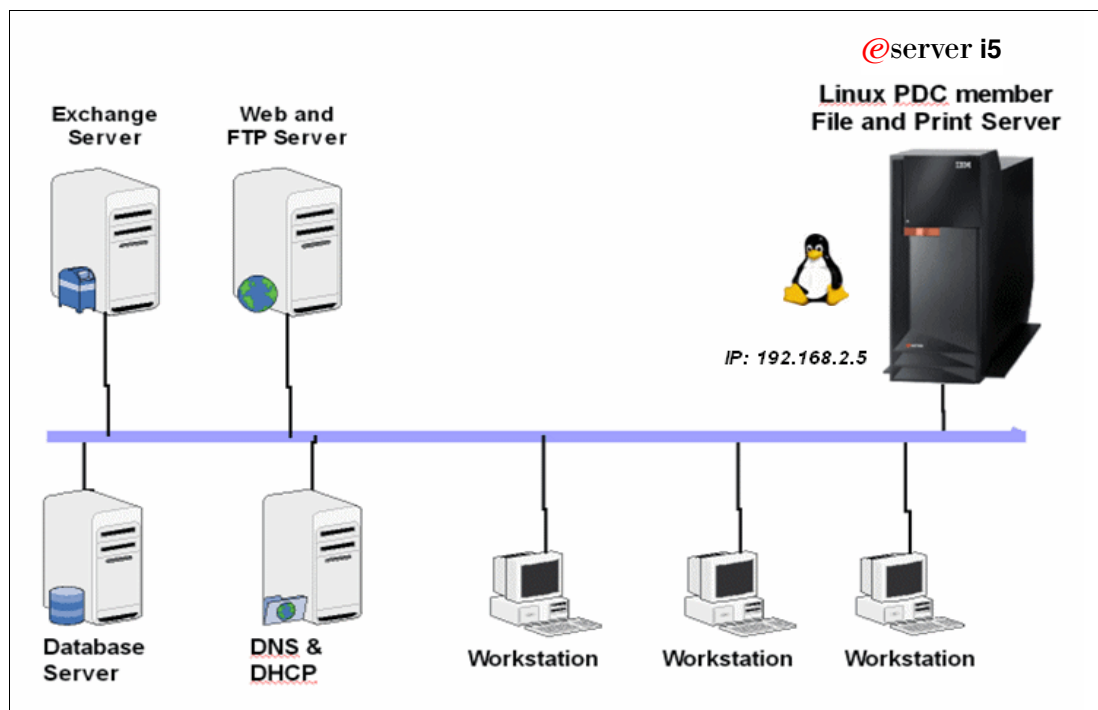 eserver i5
Linux PDC member
File and Print Server
Exchange
Server
Web and
FTP Server
IBM
IP: 192.168.2.5
Database
Server
DNS &
DHCP
Workstation
Workstation
Workstation